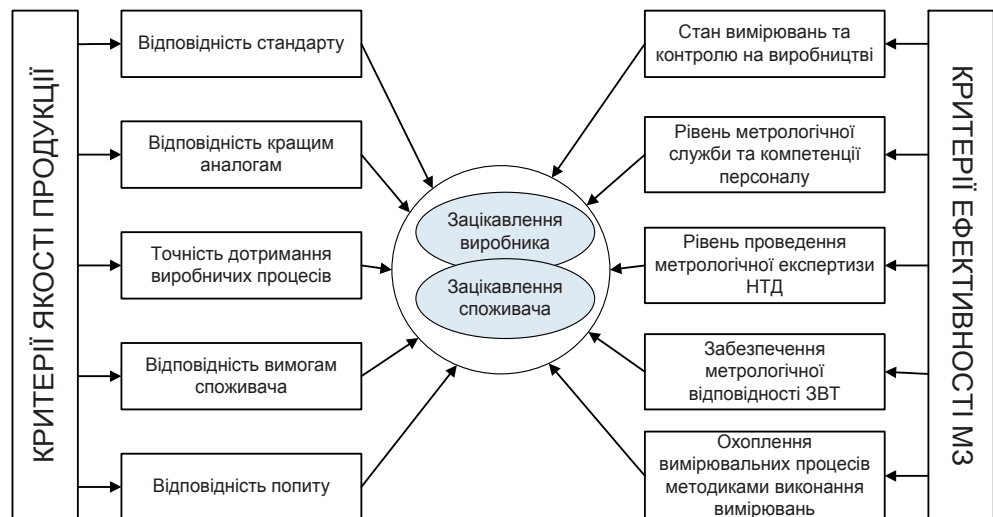 КРИТЕРІЇ ЯКОСТІ ПРОДУКЦІЇ
Відповідність стандарту
Відповідність кращим
аналогам
Точність дотримання
виробничих процесів
Відповідність вимогам
споживача
Відповідність попиту
Зацікавлення
виробника
Зацікавлення
споживача
Стан вимірювань та
контролю на виробництві
Рівень метрологічної
служби та компетенції
персоналу
Рівень проведення
метрологічної експертизи
НТД
Забезпечення
метрологічної
відповідності ЗВТ
Охоплення
вимірювальних процесів
методиками виконання
вимірювань
КРИТЕРІЇ ЕФЕКТИВНОСТІ МЗ